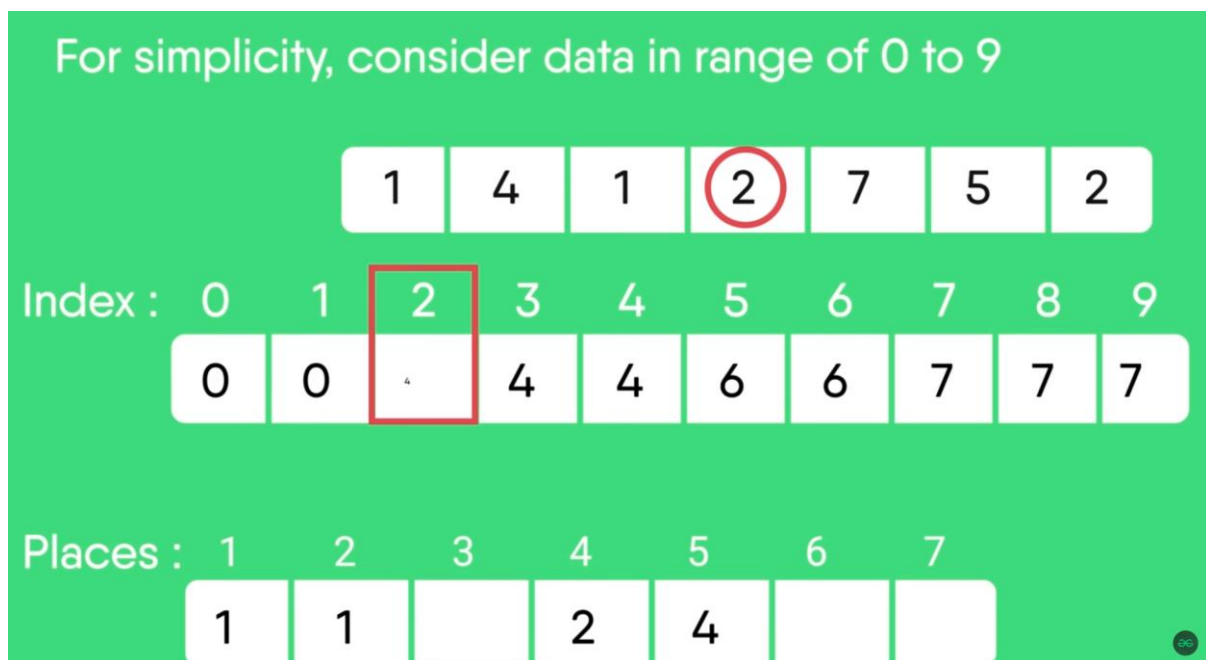 For simplicity, consider data in range of 0 to 9
1 4 1 2 7 5 2
Index : 0 1 2 3 4 5 6 7 8 9
0 0 4 4 4 6 6 7 7 7
Places : 1 2 3 4 5 6 7
1 1 2 4